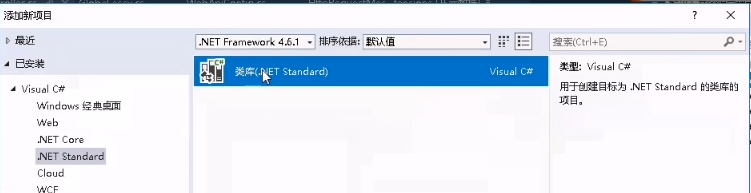 添加新项目
? ×
▷ 最近
.NET Framework 4.6.1
排序依据:
默认值
搜索(Ctrl+E)
◢ 已安装
类库(.NET Standard)
Visual C#
类型: Visual C#
用于创建目标为 .NET Standard 的类库的
项目。
◢ Visual C#
Windows 经典桌面
Web
.NET Core
.NET Standard
Cloud
WCF